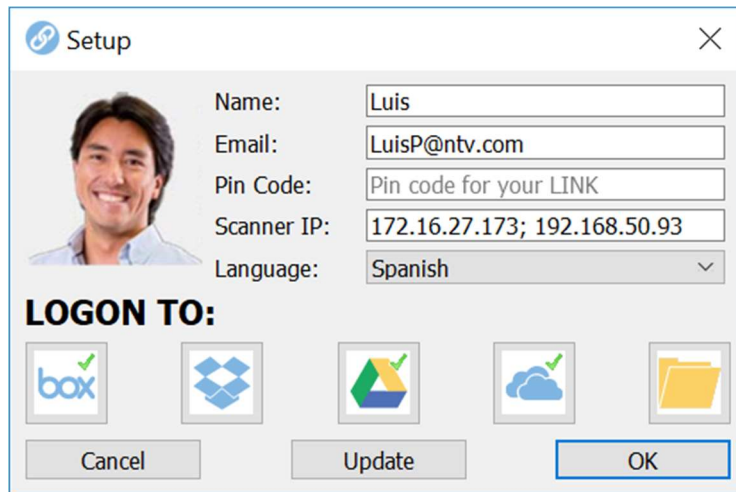 Setup
Name: Luis
Email: LuisP@ntv.com
Pin Code: Pin code for your LINK
Scanner IP: 172.16.27.173; 192.168.50.93
Language: Spanish
LOGON TO:
box
Cancel Update OK